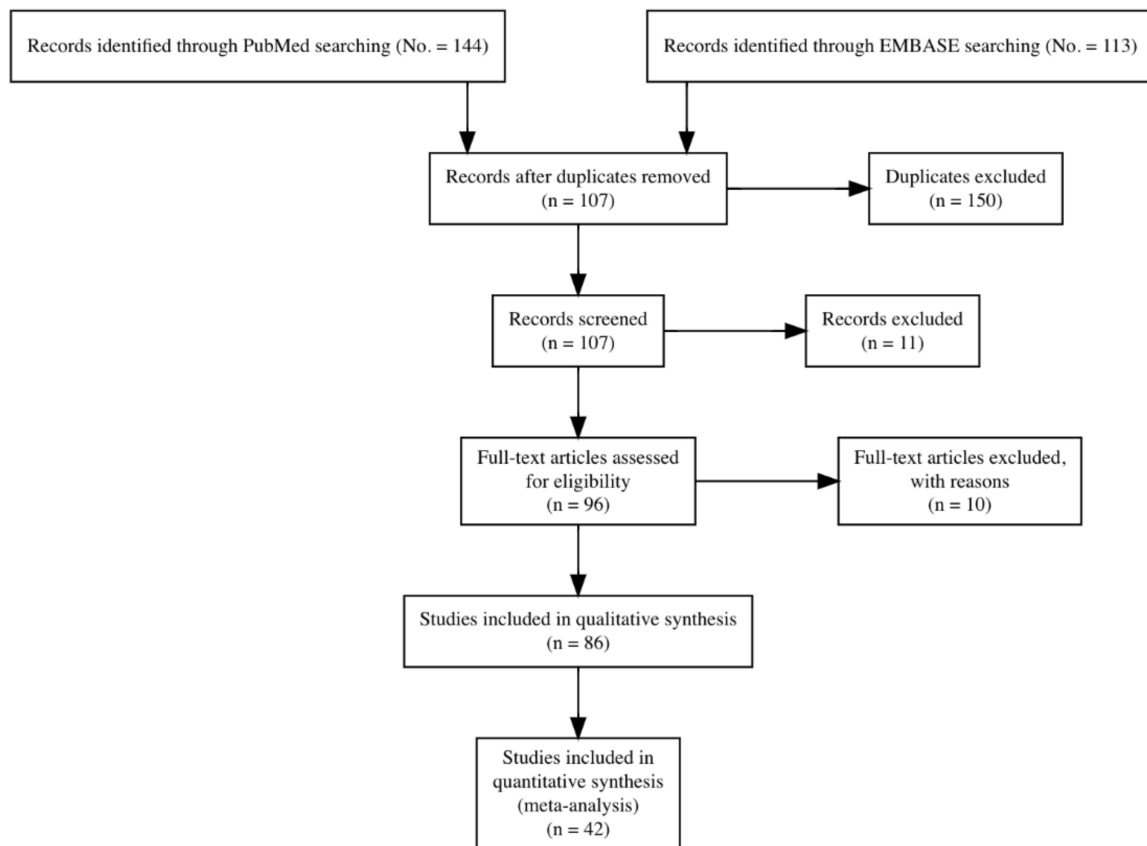 Records identified through PubMed searching (No. = 144)
Records identified through EMBASE searching (No. = 113)
Records after duplicates removed
(n = 107)
Duplicates excluded
(n = 150)
Records screened
(n = 107)
Records excluded
(n = 11)
Full-text articles assessed
for eligibility
(n = 96)
Full-text articles excluded,
with reasons
(n = 10)
Studies included in qualitative synthesis
(n = 86)
Studies included in
quantitative synthesis
(meta-analysis)
(n = 42)